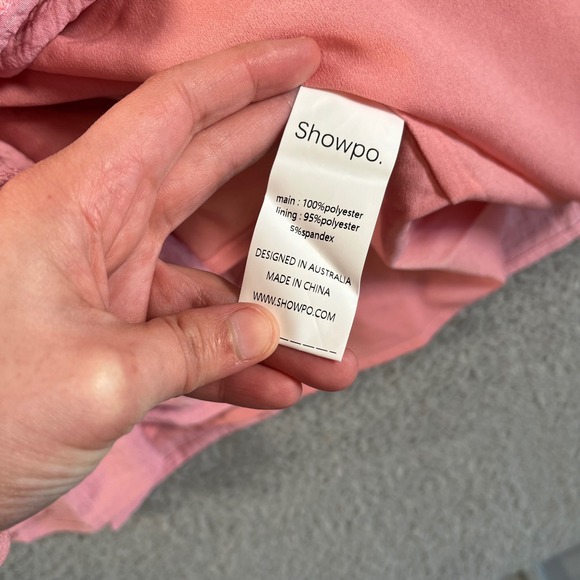 Showpo.
main : 100%polyester
lining : 95%polyester
5%spandex
DESIGNED IN AUSTRALIA
MADE IN CHINA
WWW.SHOWPO.COM